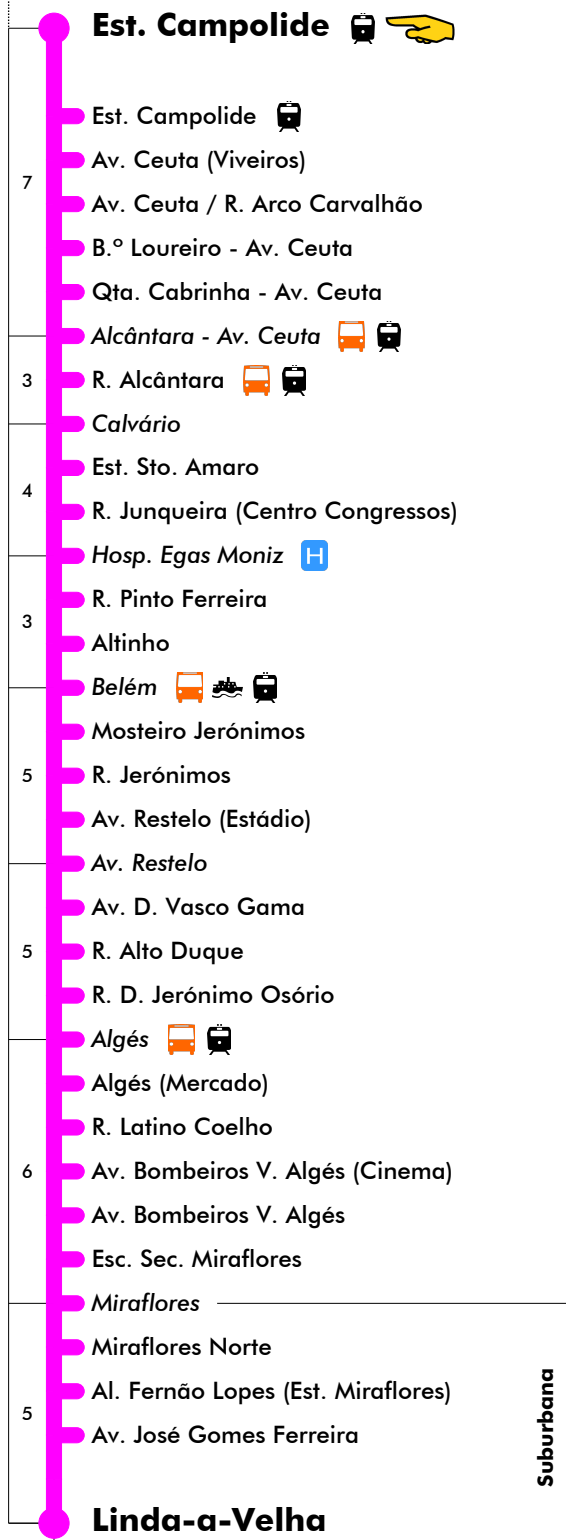 Est. Campolide
Est. Campolide
Av. Ceuta (Viveiros)
7
Av. Ceuta / R. Arco Carvalhão
B.º Loureiro - Av. Ceuta
Qta. Cabrinha - Av. Ceuta
Alcântara - Av. Ceuta
3 R. Alcântara
Calvário
Est. Sto. Amaro
4
R. Junqueira (Centro Congressos)
Hosp. Egas Moniz H
R. Pinto Ferreira
3
Altinho
Belém
Mosteiro Jerónimos
5 R. Jerónimos
Av. Restelo (Estádio)
Av. Restelo
Av. D. Vasco Gama
5 R. Alto Duque
R. D. Jerónimo Osório
Algés
Algés (Mercado)
R. Latino Coelho
6 Av. Bombeiros V. Algés (Cinema)
Av. Bombeiros V. Algés
Esc. Sec. Miraflores
Miraflores
Miraflores Norte
Al. Fernão Lopes (Est. Miraflores)
5
Av. José Gomes Ferreira
Suburbana
Linda-a-Velha